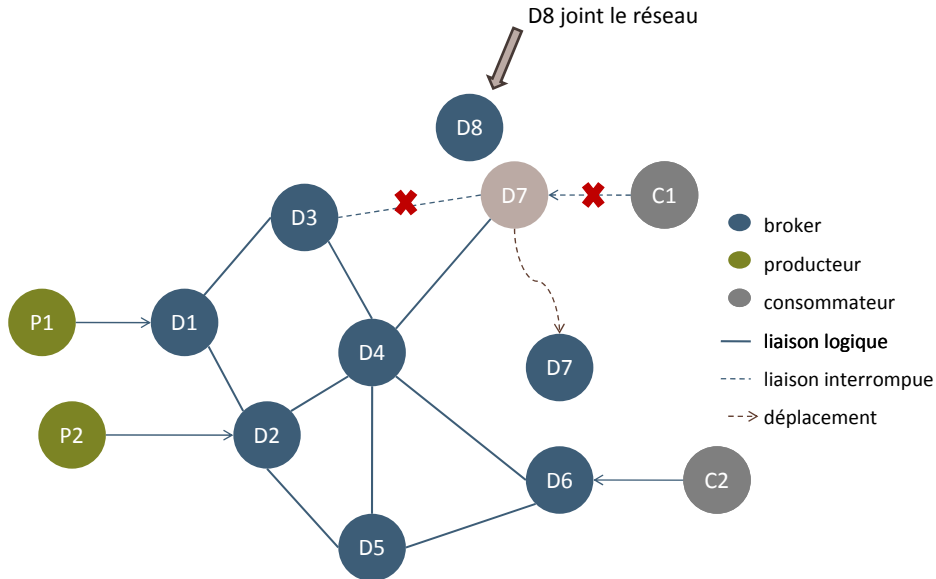 D8 joint le réseau
D8
D7
C1
D3
broker
producteur
P1
D1
consommateur
D4
liaison logique
D7
liaison interrompue
déplacement
P2
D2
D6
C2
D5